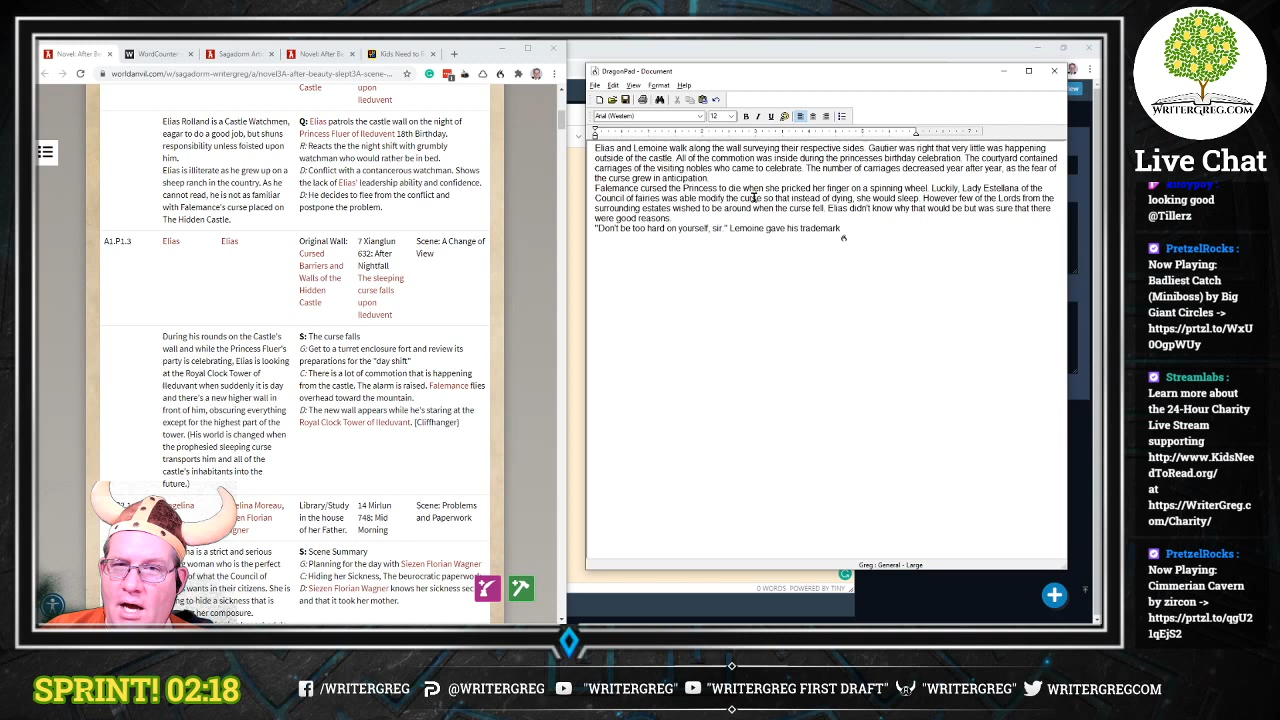 Novel: After Be
WordCounter
Sagadorm Arti
Novel: After Be
Kids Need to R
worldanvil.com/w/sagadorm-writergreg/a/novel3A-after-beauty-slept3A-scene-...
Castle
upon
Ileduvent
Elias Rolland is a Castle Watchmen,
eager to do a good job, but shuns
responsibility unless foisted upon
him.
Elias is illiterate as he grew up on a
sheep ranch in the country. As he
cannot read, he is not as familiar
with Falemance's curse placed on
The Hidden Castle.
Q: Elias patrols the castle wall on the night of
Princess Fluer of Ileduvent 18th Birthday.
R: Reacts the the night shift with grumbly
watchman who would rather be in bed.
D: Conflict with a cantancerous watchman. Shows
the lack of Elias' leadership ability and confidence.
D: He decides to flee from the conflict and
postpone the problem.
A1.P1.3
Elias
Elias
Original Wall:
Cursed
Barriers and
Walls of the
Hidden
Castle
7 Xianglun
632: After
Nightfall
The sleeping
curse falls
upon
Ileduvent
Scene: A Change of
View
During his rounds on the Castle's
wall and while the Princess Fluer's
party is celebrating, Elias is looking
at the Royal Clock Tower of
Ileduvant when suddenly it is day
and there's a new higher wall in
front of him, obscuring everything
except for the highest part of the
tower. (His world is changed when
the prophesied sleeping curse
transports him and all of the
castle's inhabitants into the
future.)
S: The curse falls
G: Get to a turret enclosure fort and review its
preparations for the "day shift"
C: There is a lot of commotion that is happening
from the castle. The alarm is raised. Falemance flies
overhead toward the mountain.
D: The new wall appears while he's staring at the
Royal Clock Tower of Ileduvant. [Cliffhanger]
Library/Study
in the house
of her Father.
14 Mirlun
748: Mid
Morning
Scene: Problems
and Paperwork
S: Scene Summary
G: Planning for the day with Siezen Florian Wagner
C: Hiding her Sickness, The beurocratic paperwork
D: Siezen Florian Wagner knows her sickness sec
and that it took her mother.
DragonPad - Document
File Edit View Format Help
Arial (Western)
12
B I U
Elias and Lemoine walk along the wall surveying their respective sides. Gautier was right that very little was happening
outside of the castle. All of the commotion was inside during the princesses birthday celebration. The courtyard contained
carriages of the visiting nobles who came to celebrate. The number of carriages decreased year after year, as the fear of
the curse grew in anticipation.
Falemance cursed the Princess to die when she pricked her finger on a spinning wheel. Luckily, Lady Estellana of the
Council of fairies was able modify the curse so that instead of dying, she would sleep. However few of the Lords from the
surrounding estates wished to be around when the curse fell. Elias didn't know why that would be but was sure that there
were good reasons.
"Don't be too hard on yourself, sir." Lemoine gave his trademark
Greg : General - Large
0 WORDS POWERED BY TINY
WRITERGREG.COM
Live Chat
looking good
@Tillerz
PretzelRocks :
Now Playing:
Badliest Catch
(Miniboss) by Big
Giant Circles ->
https://prtzl.to/WxU
0OgpWUy
Streamlabs :
Learn more about
the 24-Hour Charity
Live Stream
supporting
http://www.KidsNee
dToRead.org/
at
https://WriterGreg.c
om/Charity/
PretzelRocks :
Now Playing:
Cimmerian Cavern
by zircon ->
https://prtzl.to/qgU2
1qEjS2
SPRINT! 02:18
/WRITERGREG
@WRITERGREG
"WRITERGREG"
"WRITERGREG FIRST DRAFT"
"WRITERGREG"
WRITERGREGCOM